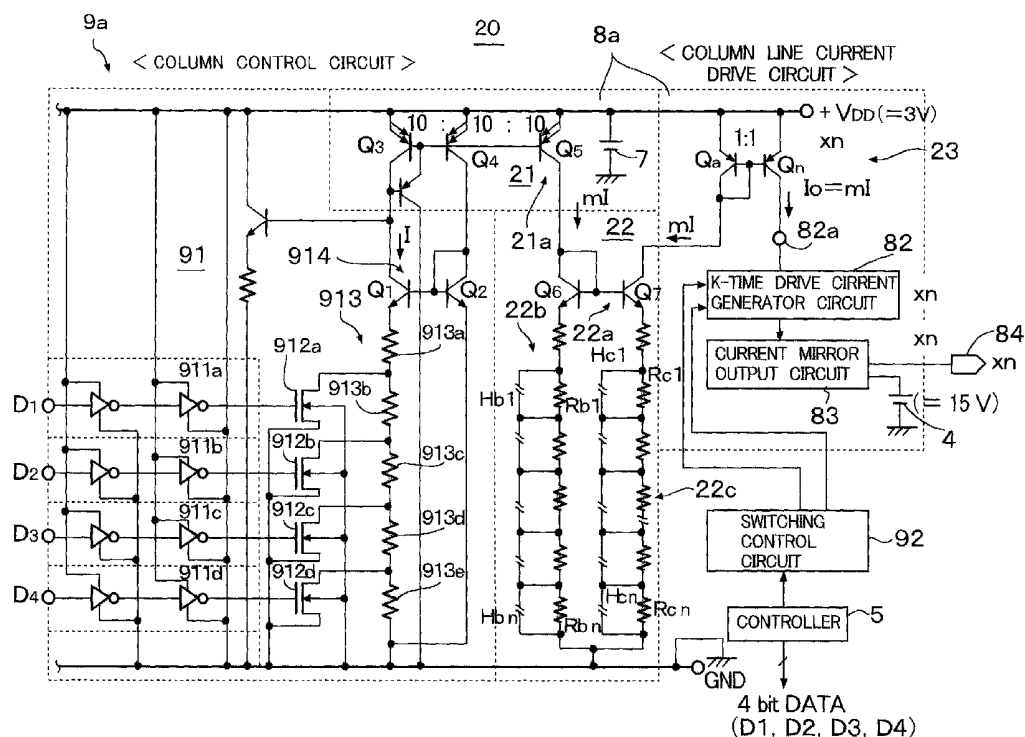 9a
20
8a
< COLUMN CONTROL CIRCUIT >
< COLUMN LINE CURRENT
DRIVE CIRCUIT >
+ VDD (=3V)
10 : 10 : 10
Q3
Q4
Q5
7
1:1
xn
Qa
Qn
23
21
21a
mI
22
mI
Io=mI
82a
82
91
I
914
913
Q1
Q2
Q6
Q7
22b
22a
K-TIME DRIVE CIRRENT
GENERATOR CIRCUIT
xn
912a
913a
Hc1
Rc1
CURRENT MIRROR
OUTPUT CIRCUIT
xn
84
xn
83
(= 15 V)
4
911a
913b
Hb1
Rb1
D1
911b
912b
913c
D2
22c
911c
912c
913d
D3
SWITCHING
CONTROL
CIRCUIT
92
911d
912d
913e
D4
Hbn
Rbn
Hcn
Rcn
CONTROLLER
5
GND
4 bit DATA
(D1, D2, D3, D4)